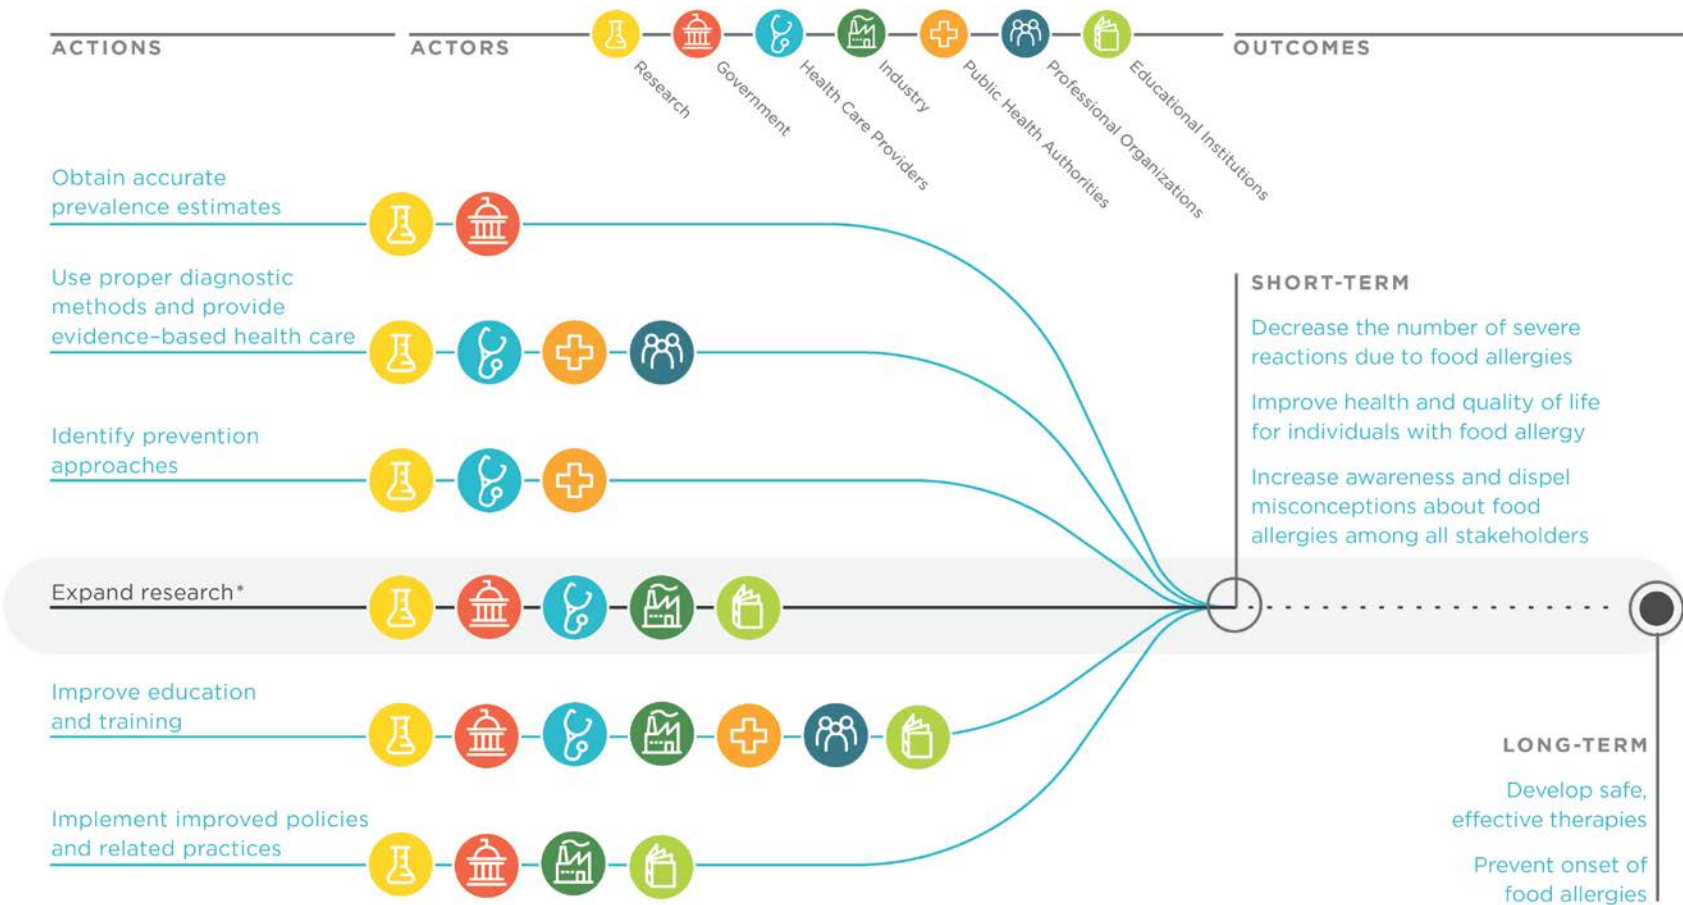 ACTIONS
ACTORS
OUTCOMES
Research
Government
Health Care Providers
Industry
Public Health Authorities
Professional Organizations
Educational Institutions
Obtain accurate
prevalence estimates
Use proper diagnostic
methods and provide
evidence–based health care
Identify prevention
approaches
Expand research*
Improve education
and training
Implement improved policies
and related practices
SHORT-TERM
Decrease the number of severe
reactions due to food allergies
Improve health and quality of life
for individuals with food allergy
Increase awareness and dispel
misconceptions about food
allergies among all stakeholders
LONG-TERM
Develop safe,
effective therapies
Prevent onset of
food allergies